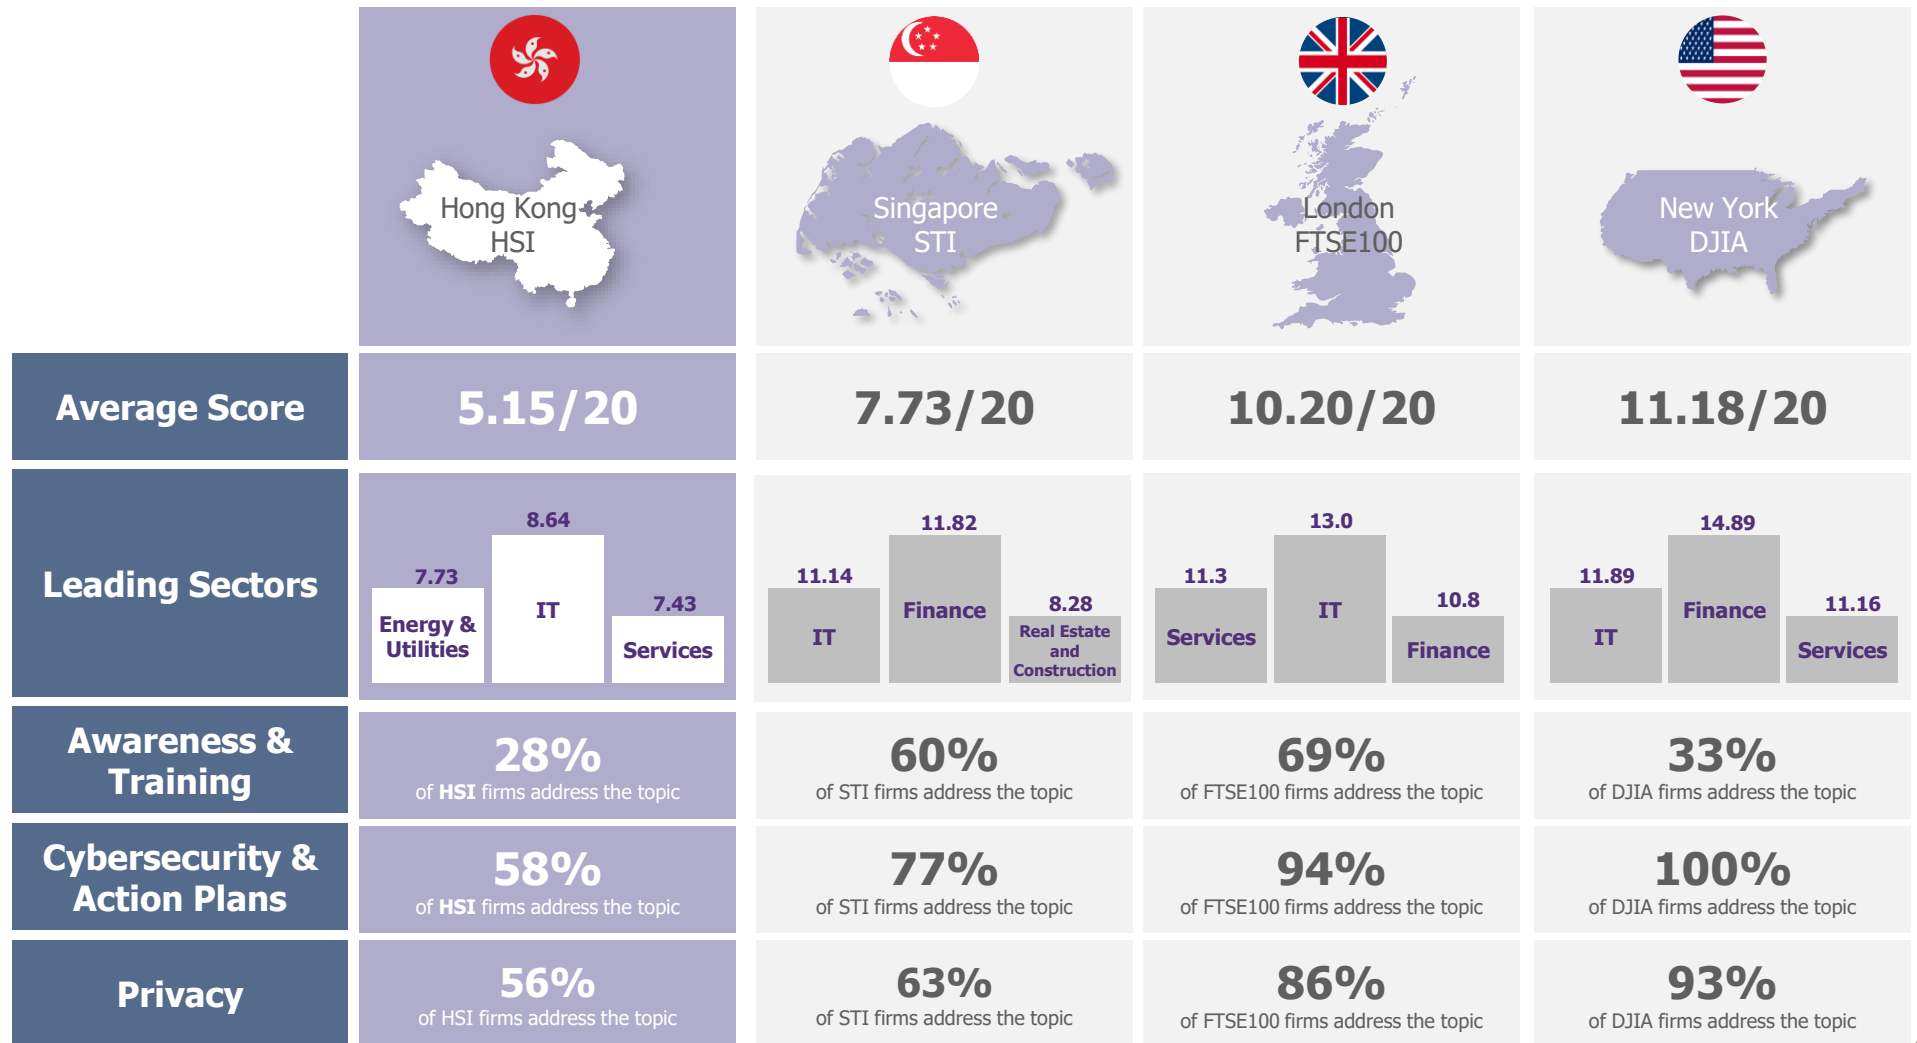 Hong Kong
HSI
Singapore
STI
London
FTSE100
New York
DJIA
Average Score
5.15/20
7.73/20
10.20/20
11.18/20
Leading Sectors
7.73
Energy &
Utilities
8.64
IT
7.43
Services
11.14
IT
11.82
Finance
8.28
Real Estate
and
Construction
11.3
Services
13.0
IT
10.8
Finance
11.89
IT
14.89
Finance
11.16
Services
Awareness &
Training
28%
of HSI firms address the topic
60%
of STI firms address the topic
69%
of FTSE100 firms address the topic
33%
of DJIA firms address the topic
Cybersecurity &
Action Plans
58%
of HSI firms address the topic
77%
of STI firms address the topic
94%
of FTSE100 firms address the topic
100%
of DJIA firms address the topic
Privacy
56%
of HSI firms address the topic
63%
of STI firms address the topic
86%
of FTSE100 firms address the topic
93%
of DJIA firms address the topic